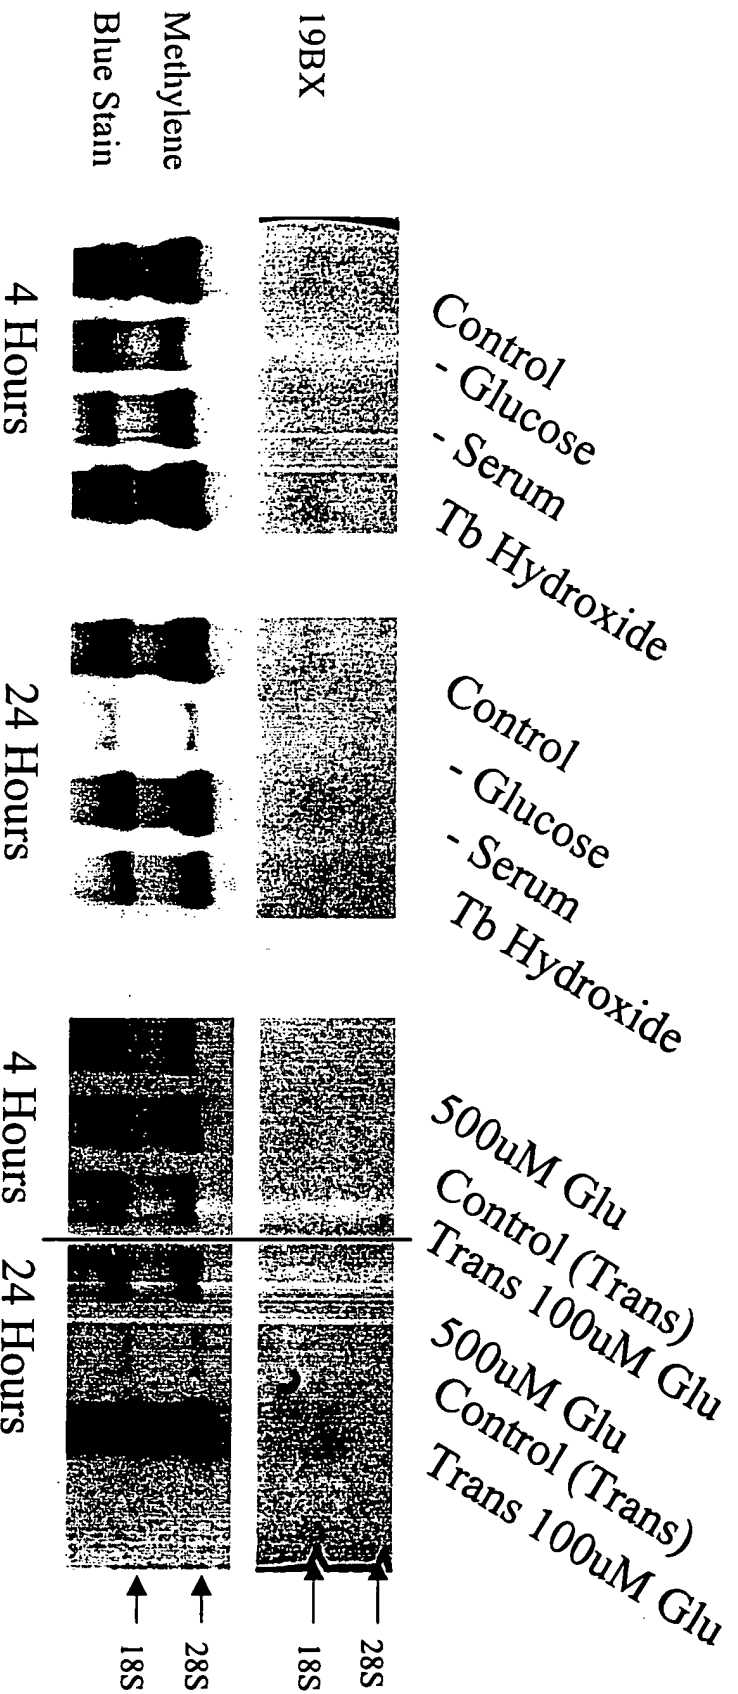 Control
- Glucose
- Serum
Tb Hydroxide
Control
- Glucose
- Serum
Tb Hydroxide
500uM Glu
Control (Trans)
Trans 100uM Glu
500uM Glu
Control (Trans)
Trans 100uM Glu
19BX
28S
18S
Methylene
Blue Stain
28S
18S
4 Hours
24 Hours
4 Hours
24 Hours